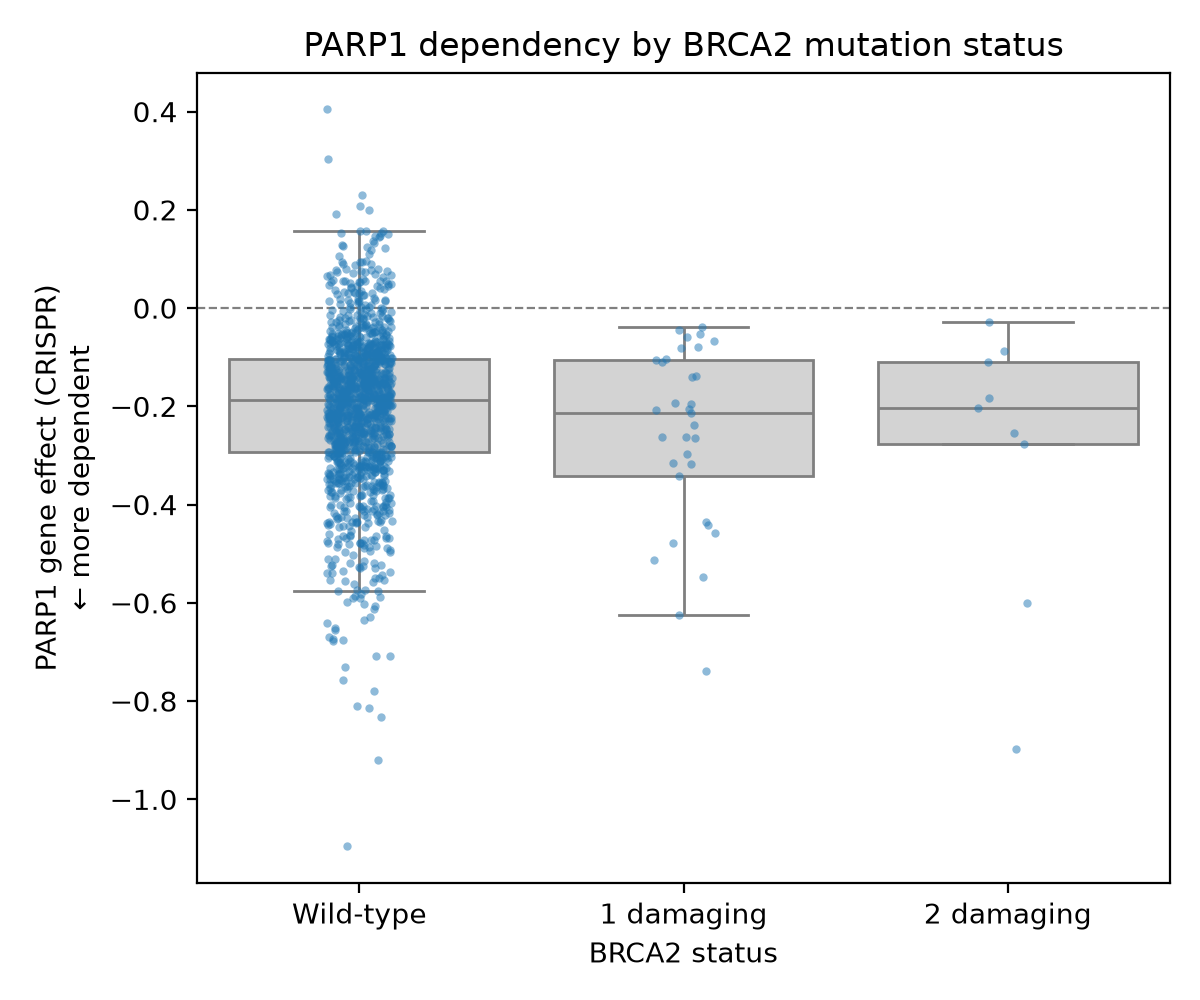 PARP1 dependency by BRCA2 mutation status
PARP1 gene effect (CRISPR)
← more dependent
0.4
0.2
0.0
−0.2
−0.4
−0.6
−0.8
−1.0
Wild-type
1 damaging
2 damaging
BRCA2 status